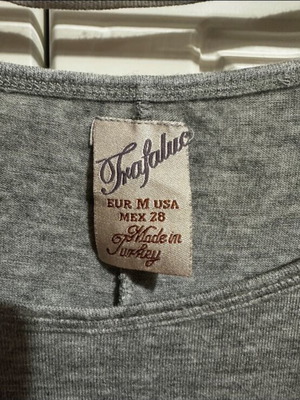 Trafaluc
EUR M USA
MEX 28
Made in
Turkey